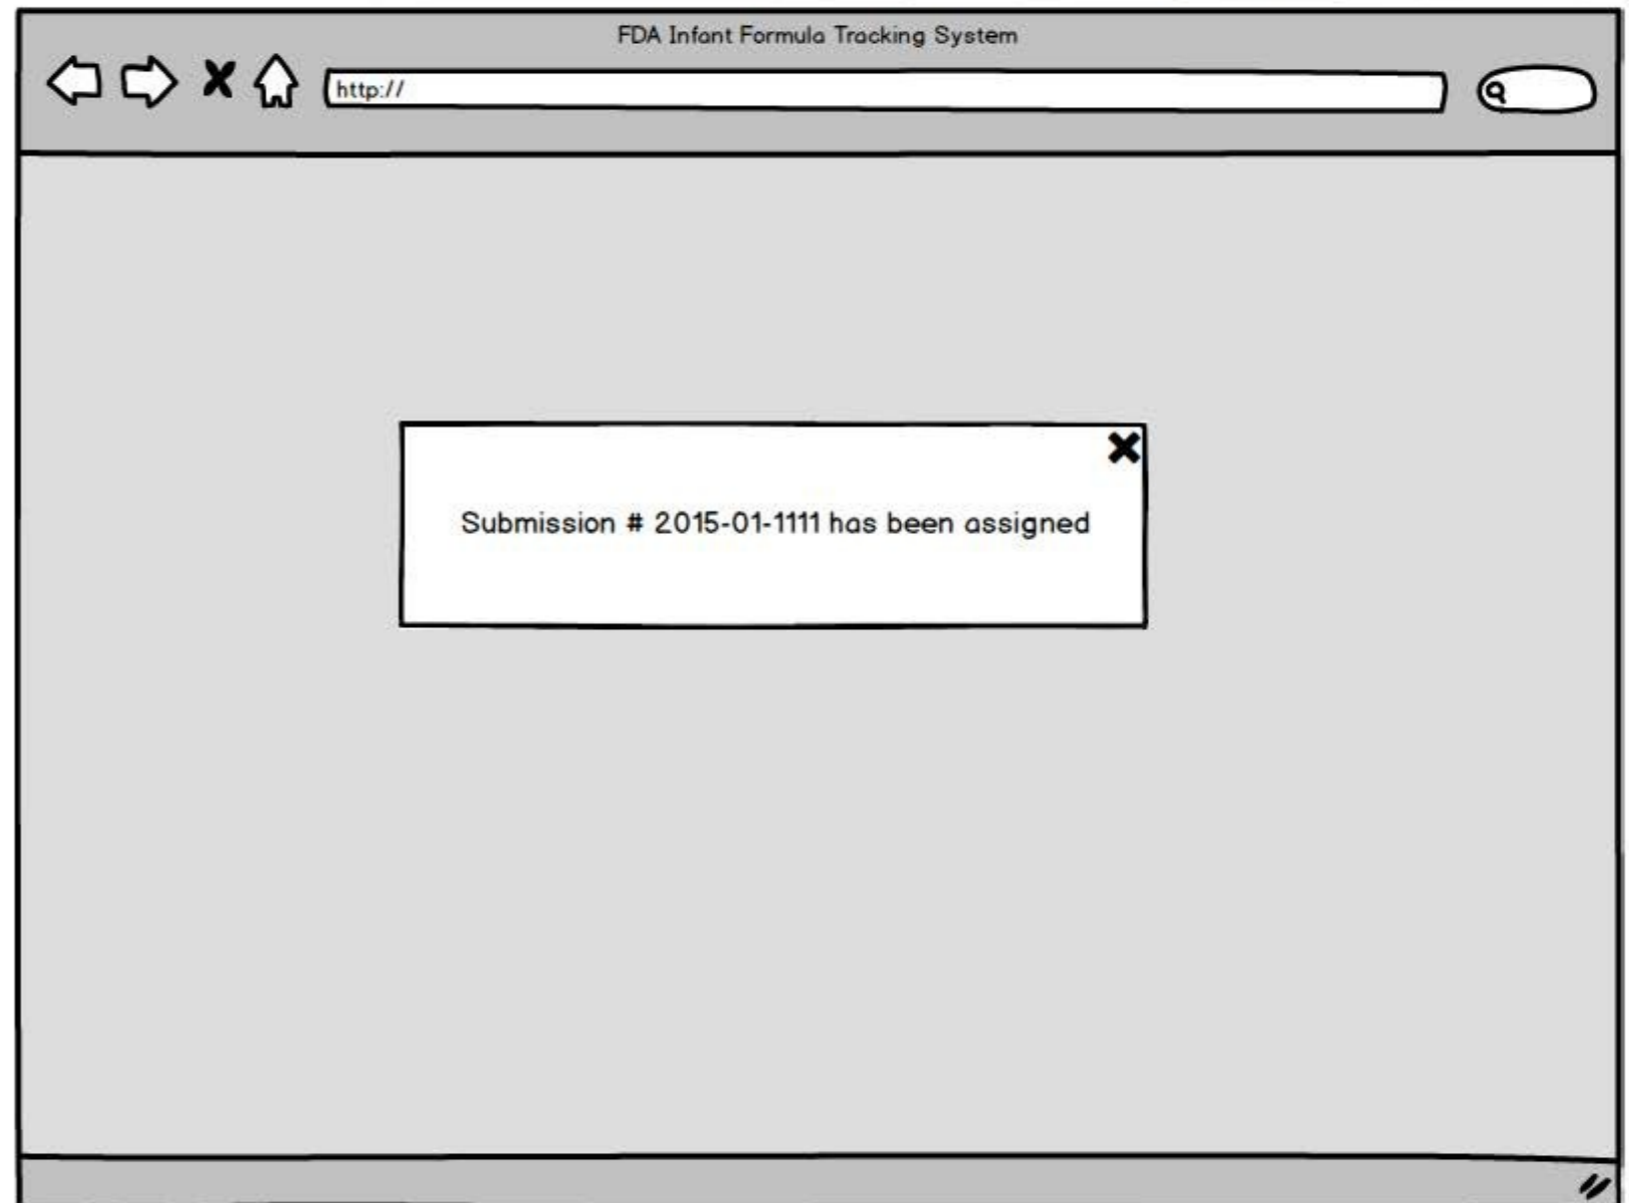 FDA Infant Formula Tracking System
http://
Submission # 2015-01-1111 has been assigned